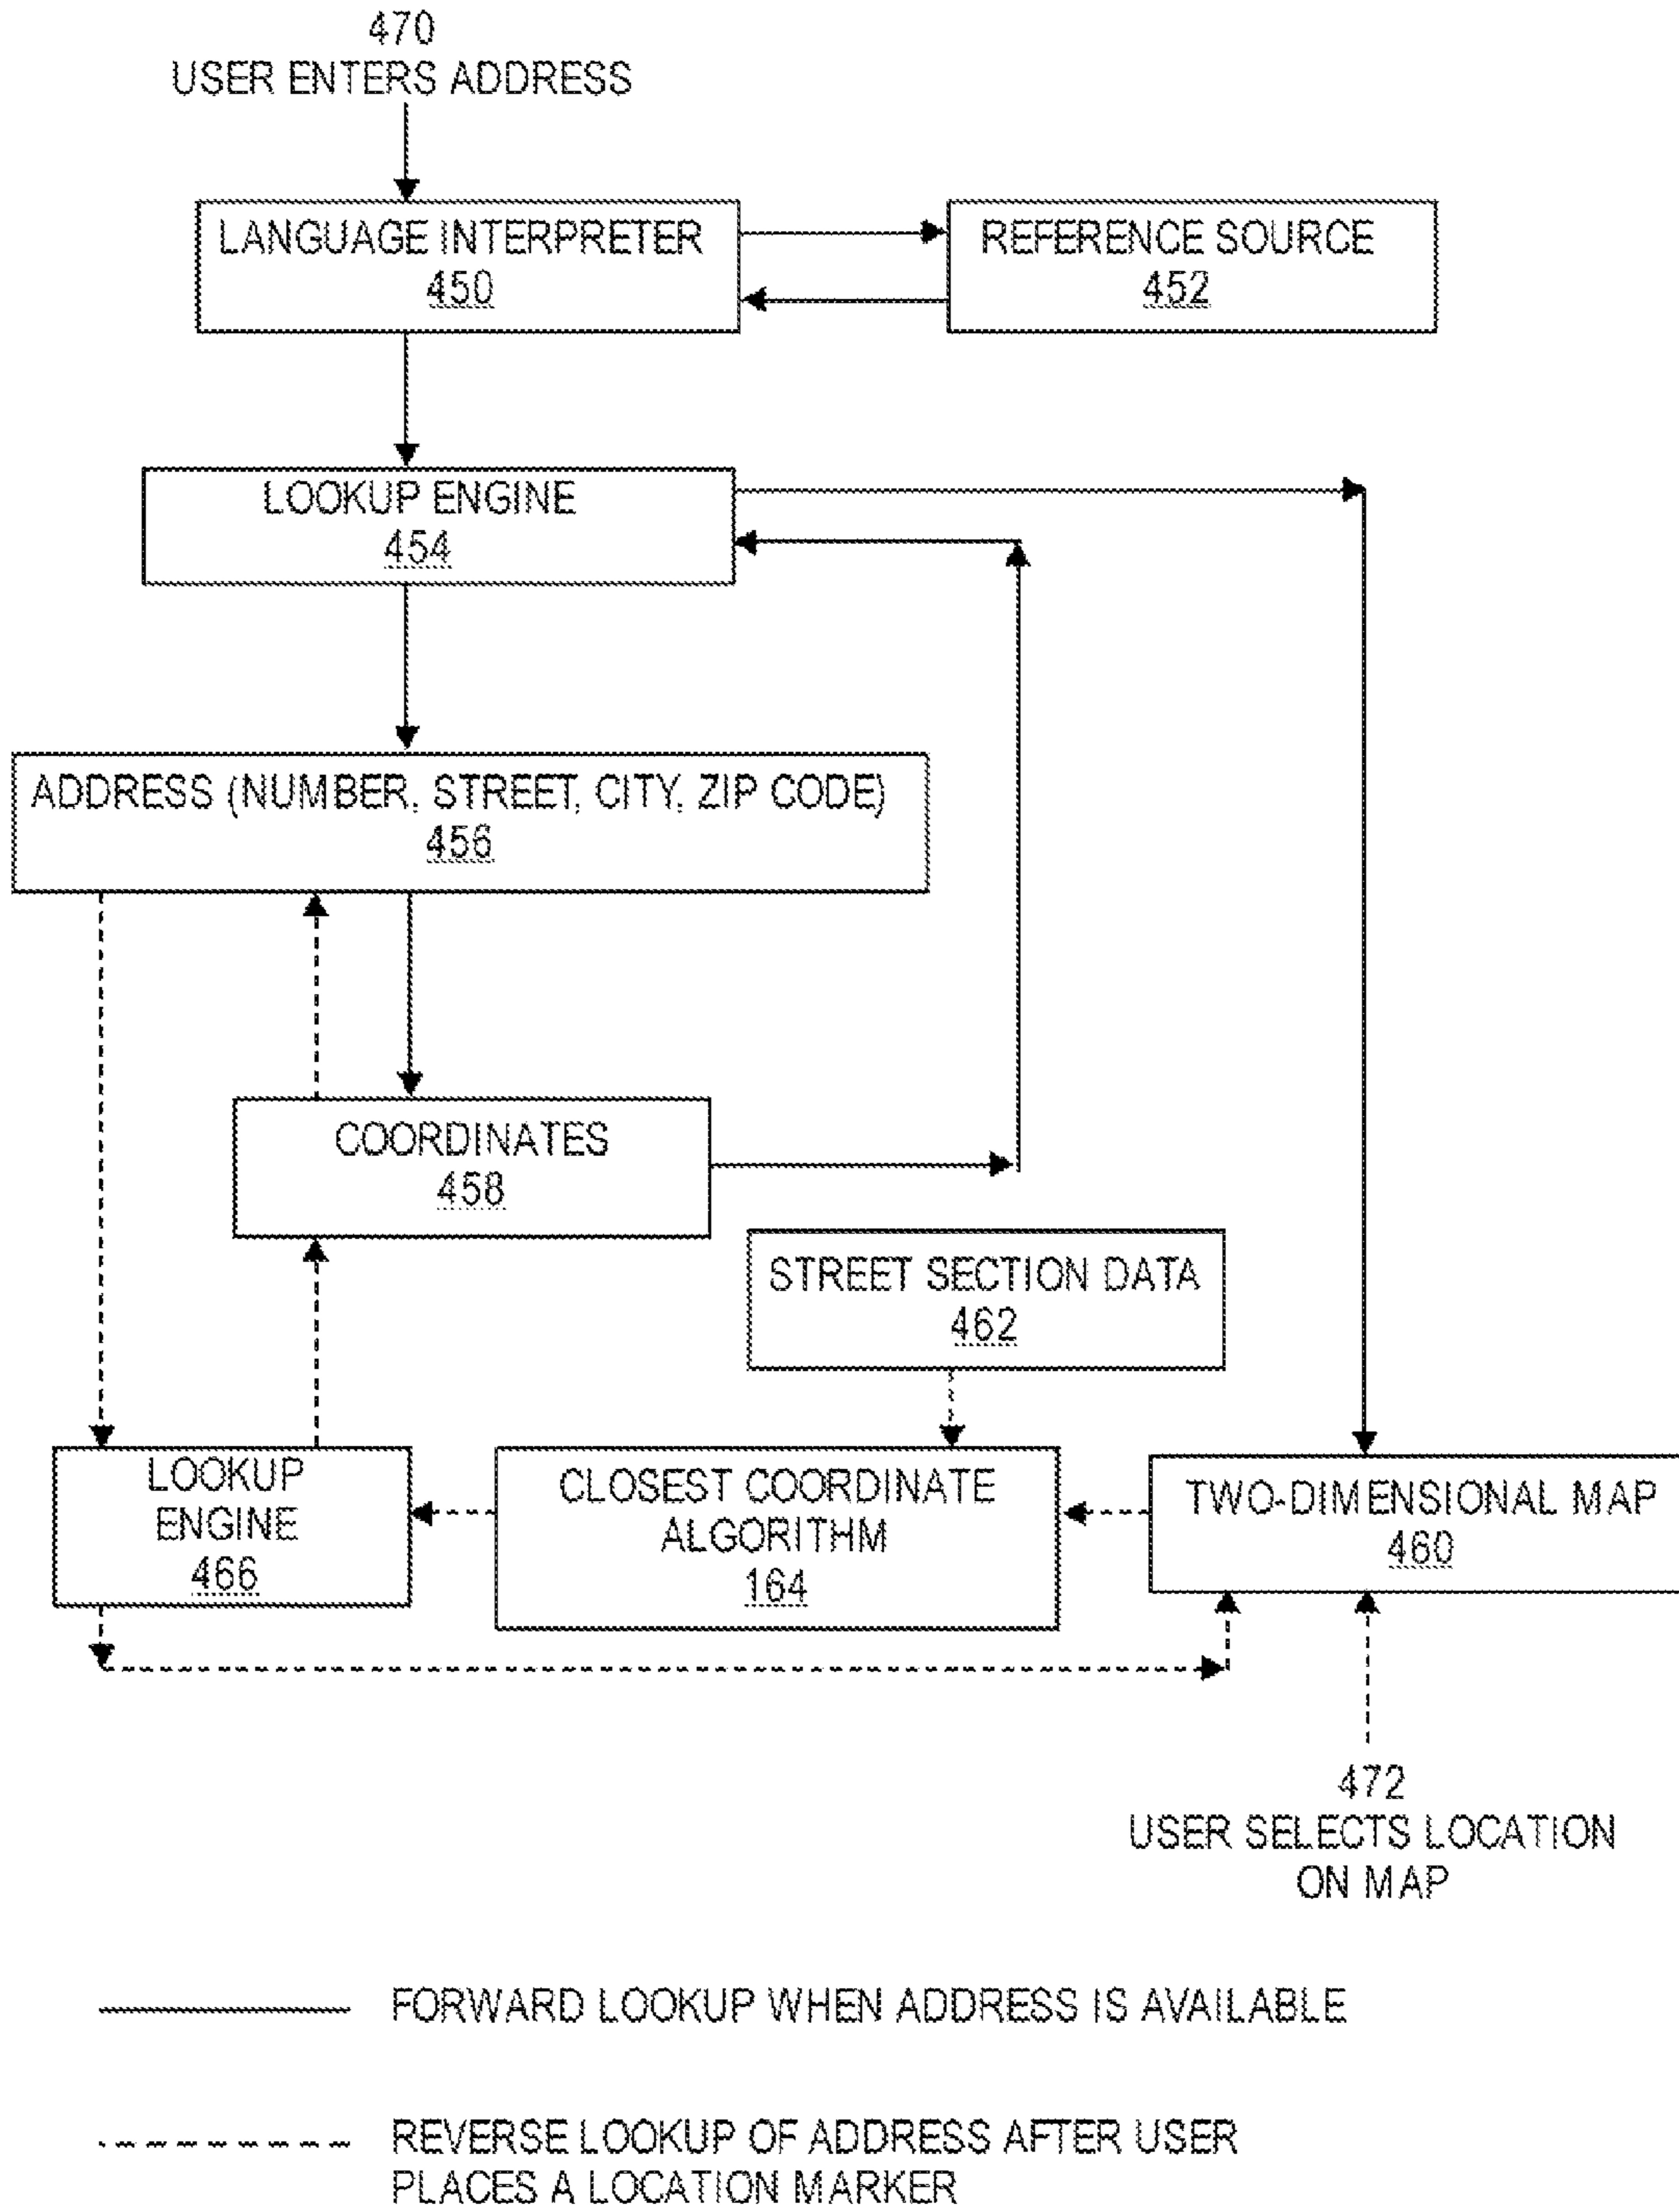 470
USER ENTERS ADDRESS
LANGUAGE INTERPRETER
450
REFERENCE SOURCE
452
LOOKUP ENGINE
454
ADDRESS (NUMBER, STREET, CITY, ZIP CODE)
456
COORDINATES
458
STREET SECTION DATA
462
LOOKUP
ENGINE
466
CLOSEST COORDINATE
ALGORITHM
164
TWO-DIMENSIONAL MAP
460
472
USER SELECTS LOCATION
ON MAP
FORWARD LOOKUP WHEN ADDRESS IS AVAILABLE
REVERSE LOOKUP OF ADDRESS AFTER USER
PLACES A LOCATION MARKER